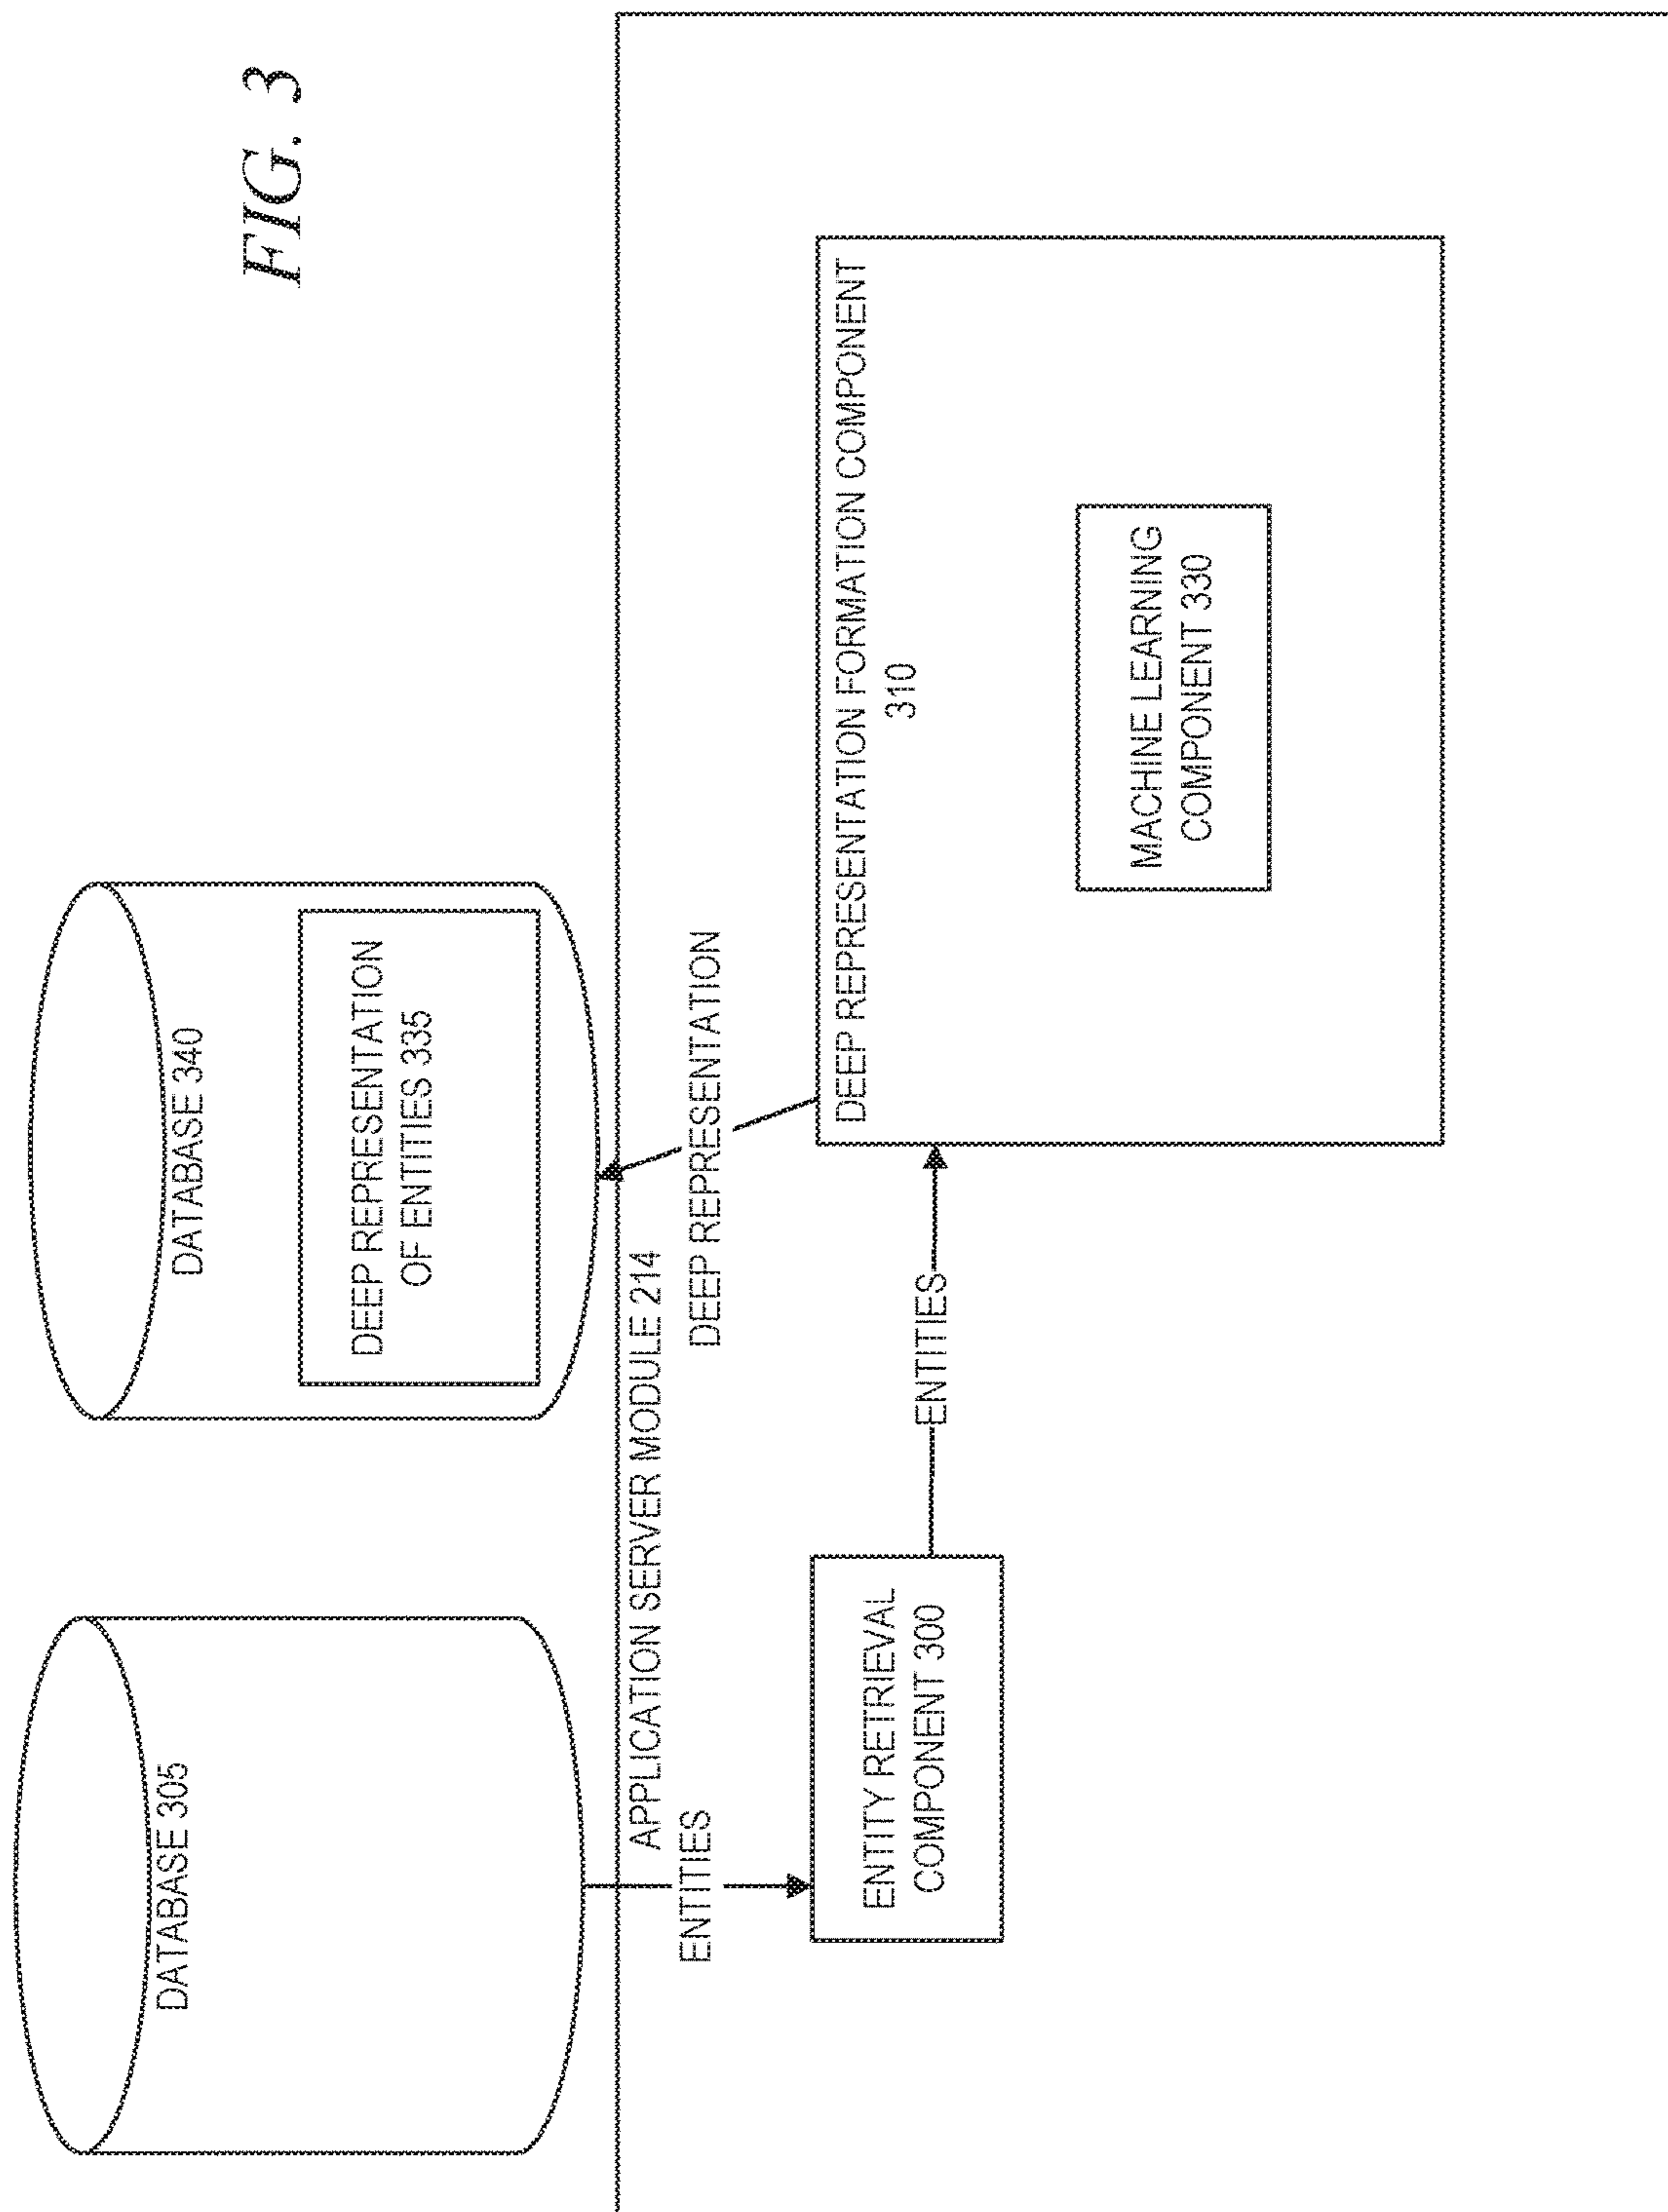 FIG. 3
DATABASE 305
DATABASE 340
DEEP REPRESENTATION
OF ENTITIES 335
APPLICATION SERVER MODULE 214
ENTITIES
DEEP REPRESENTATION
ENTITY RETRIEVAL
COMPONENT 300
ENTITIES
DEEP REPRESENTATION FORMATION COMPONENT
310
MACHINE LEARNING
COMPONENT 330